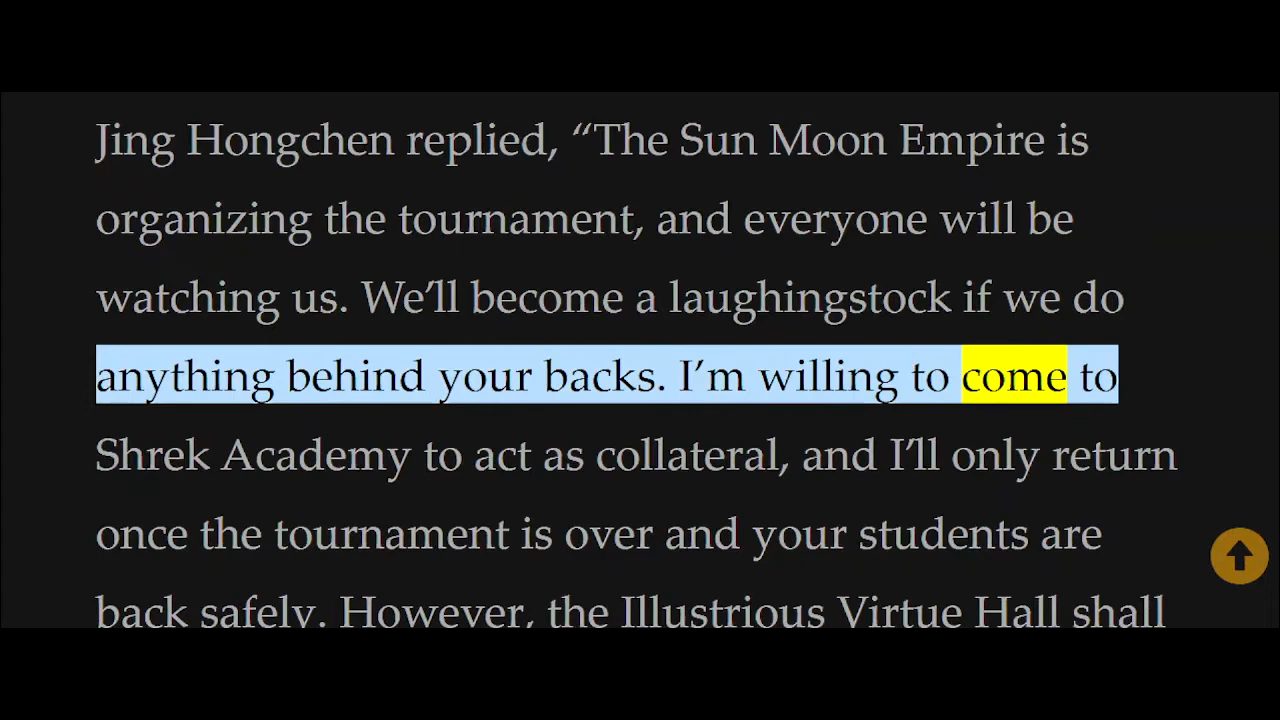 Jing Hongchen replied, “The Sun Moon Empire is
organizing the tournament, and everyone will be
watching us. We’ll become a laughingstock if we do
anything behind your backs. I’m willing to come to
Shrek Academy to act as collateral, and I’ll only return
once the tournament is over and your students are
back safely. However, the Illustrious Virtue Hall shall